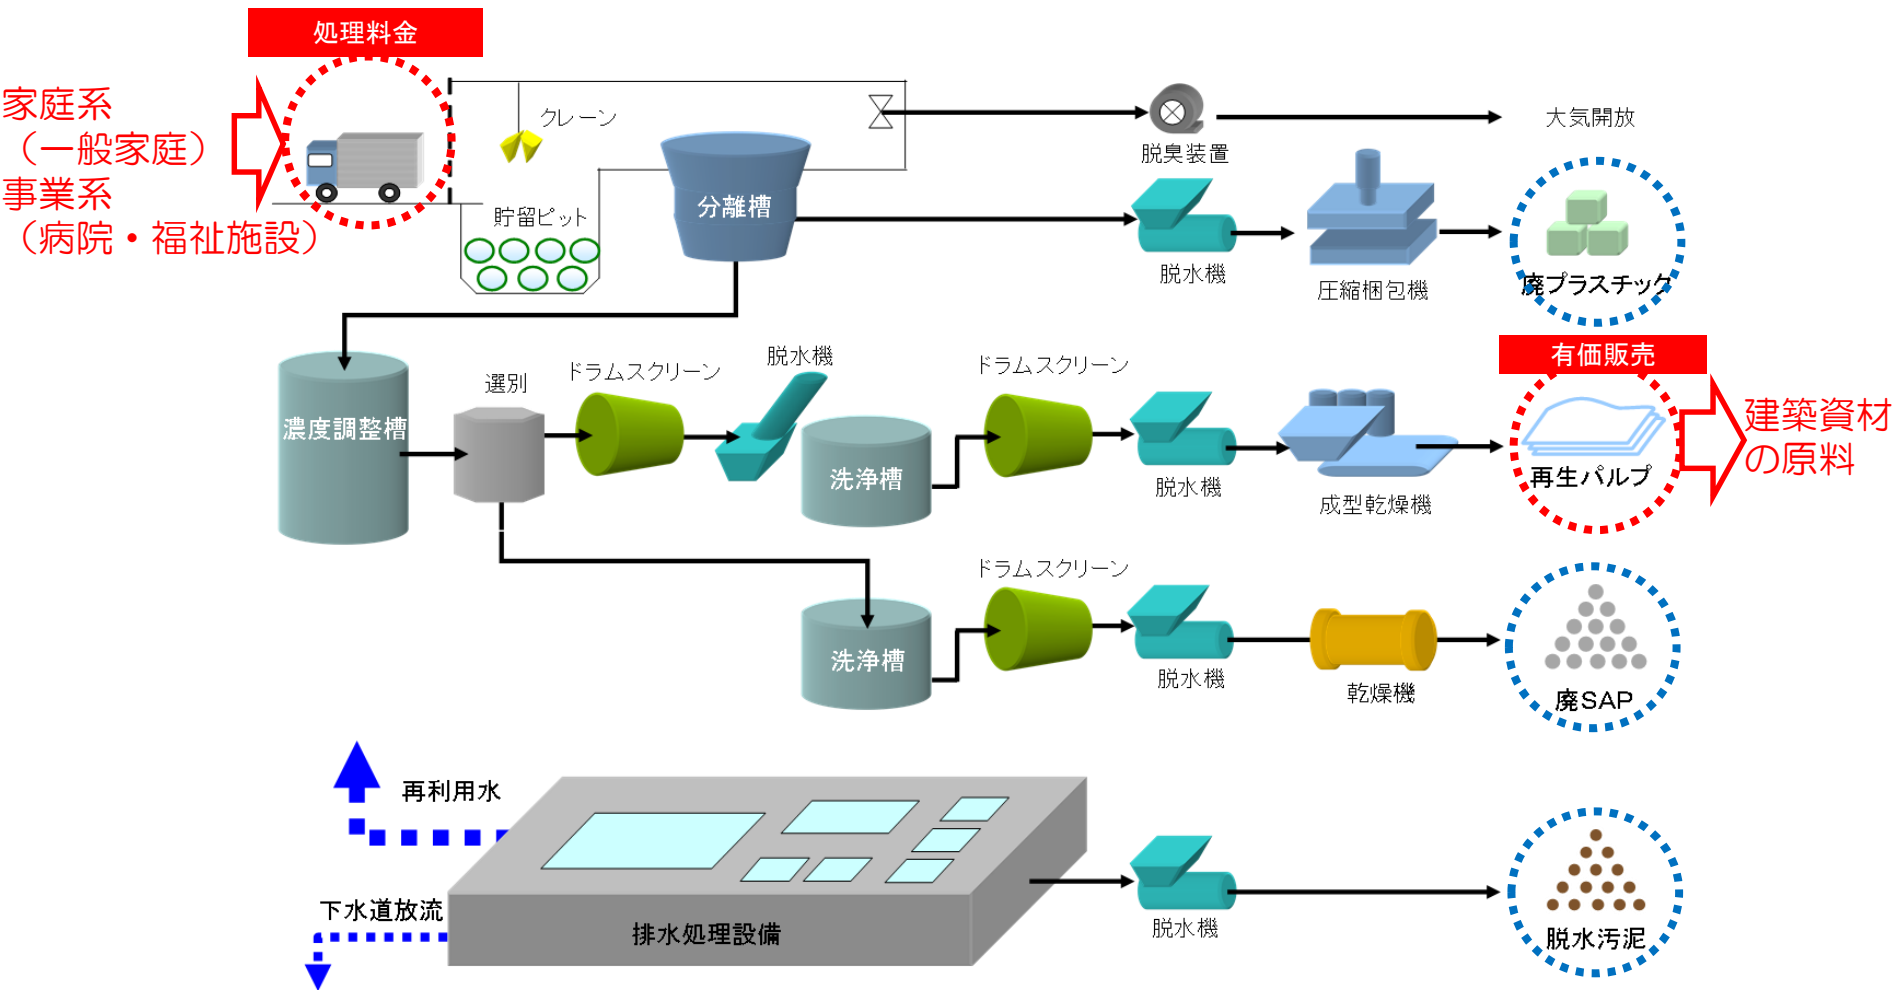 処理料金
家庭系
（一般家庭）
事業系
（病院・福祉施設）
クレーン
貯留ピット
分離槽
脱臭装置
大気開放
脱水機
圧縮梱包機
廃プラスチック
濃度調整槽
選別
ドラムスクリーン
脱水機
洗浄槽
ドラムスクリーン
脱水機
成型乾燥機
有価販売
再生パルプ
建築資材
の原料
洗浄槽
ドラムスクリーン
脱水機
乾燥機
廃SAP
再利用水
下水道放流
排水処理設備
脱水機
脱水汚泥